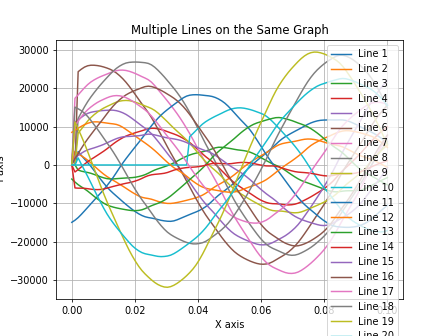 Multiple Lines on the Same Graph
30000
20000
10000
0
−10000
−20000
−30000
0.00
0.02
0.04
0.06
X axis
axis
Line 1
Line 2
Line 3
Line 4
Line 5
Line 6
Line 7
Line 8
Line 9
Line 10
Line 11
Line 12
Line 13
Line 14
Line 15
Line 16
Line 17
Line 18
Line 19
Line 20